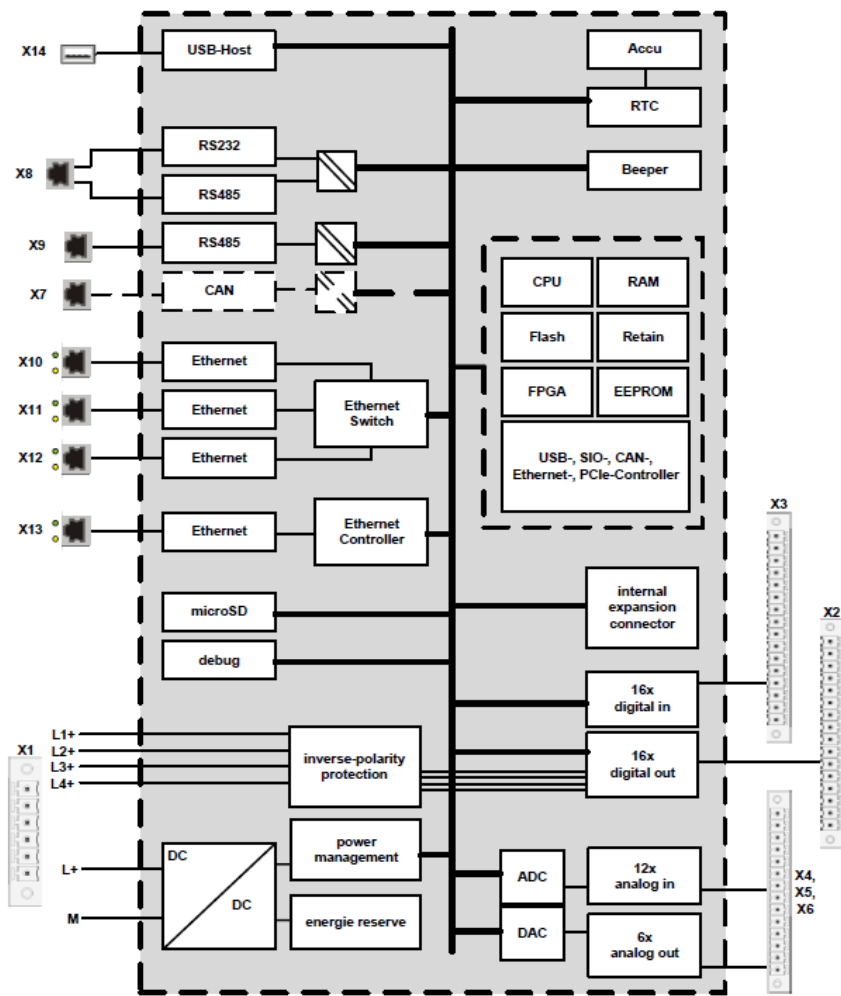 X14
USB-Host
Accu
RTC
X8
RS232
RS485
Beeper
X9
RS485
X7
CAN
CPU
RAM
Flash
Retain
FPGA
EEPROM
USB-, SIO-, CAN-,
Ethernet-, PCIe-Controller
X10
Ethernet
X11
Ethernet
Ethernet
Switch
X12
Ethernet
X13
Ethernet
Ethernet
Controller
X3
microSD
internal
expansion
connector
X2
debug
16x
digital in
X1
L1+
L2+
L3+
L4+
inverse-polarity
protection
16x
digital out
L+
M
DC
DC
power
management
energie reserve
ADC
12x
analog in
DAC
6x
analog out
X4,
X5,
X6